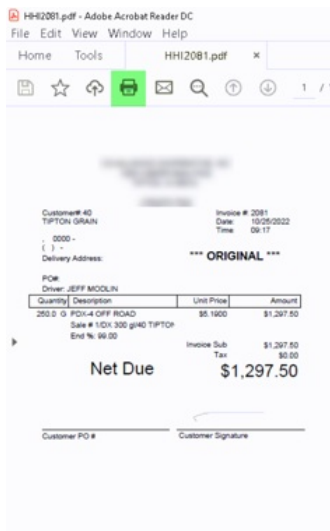 HHI2081.pdf - Adobe Acrobat Reader DC
File Edit View Window Help
Home Tools HHI2081.pdf ×
1 / 1
Customer#: 40
TIPTON GRAIN
Invoice #: 2081
Date: 10/25/2022
Time 09:17
, 0000 -
( ) -
Delivery Address:
*** ORIGINAL ***
PO#:
Driver: JEFF MODLIN
Quantity Description Unit Price Amount
250.0 G FDX-4 OFF ROAD $5.1900 $1,297.50
Sale # 1/DX 300 gl/40 TIPTON
End %: 99.00
Invoice Sub $1,297.50
Tax $0.00
Net Due $1,297.50
Customer PO #
Customer Signature